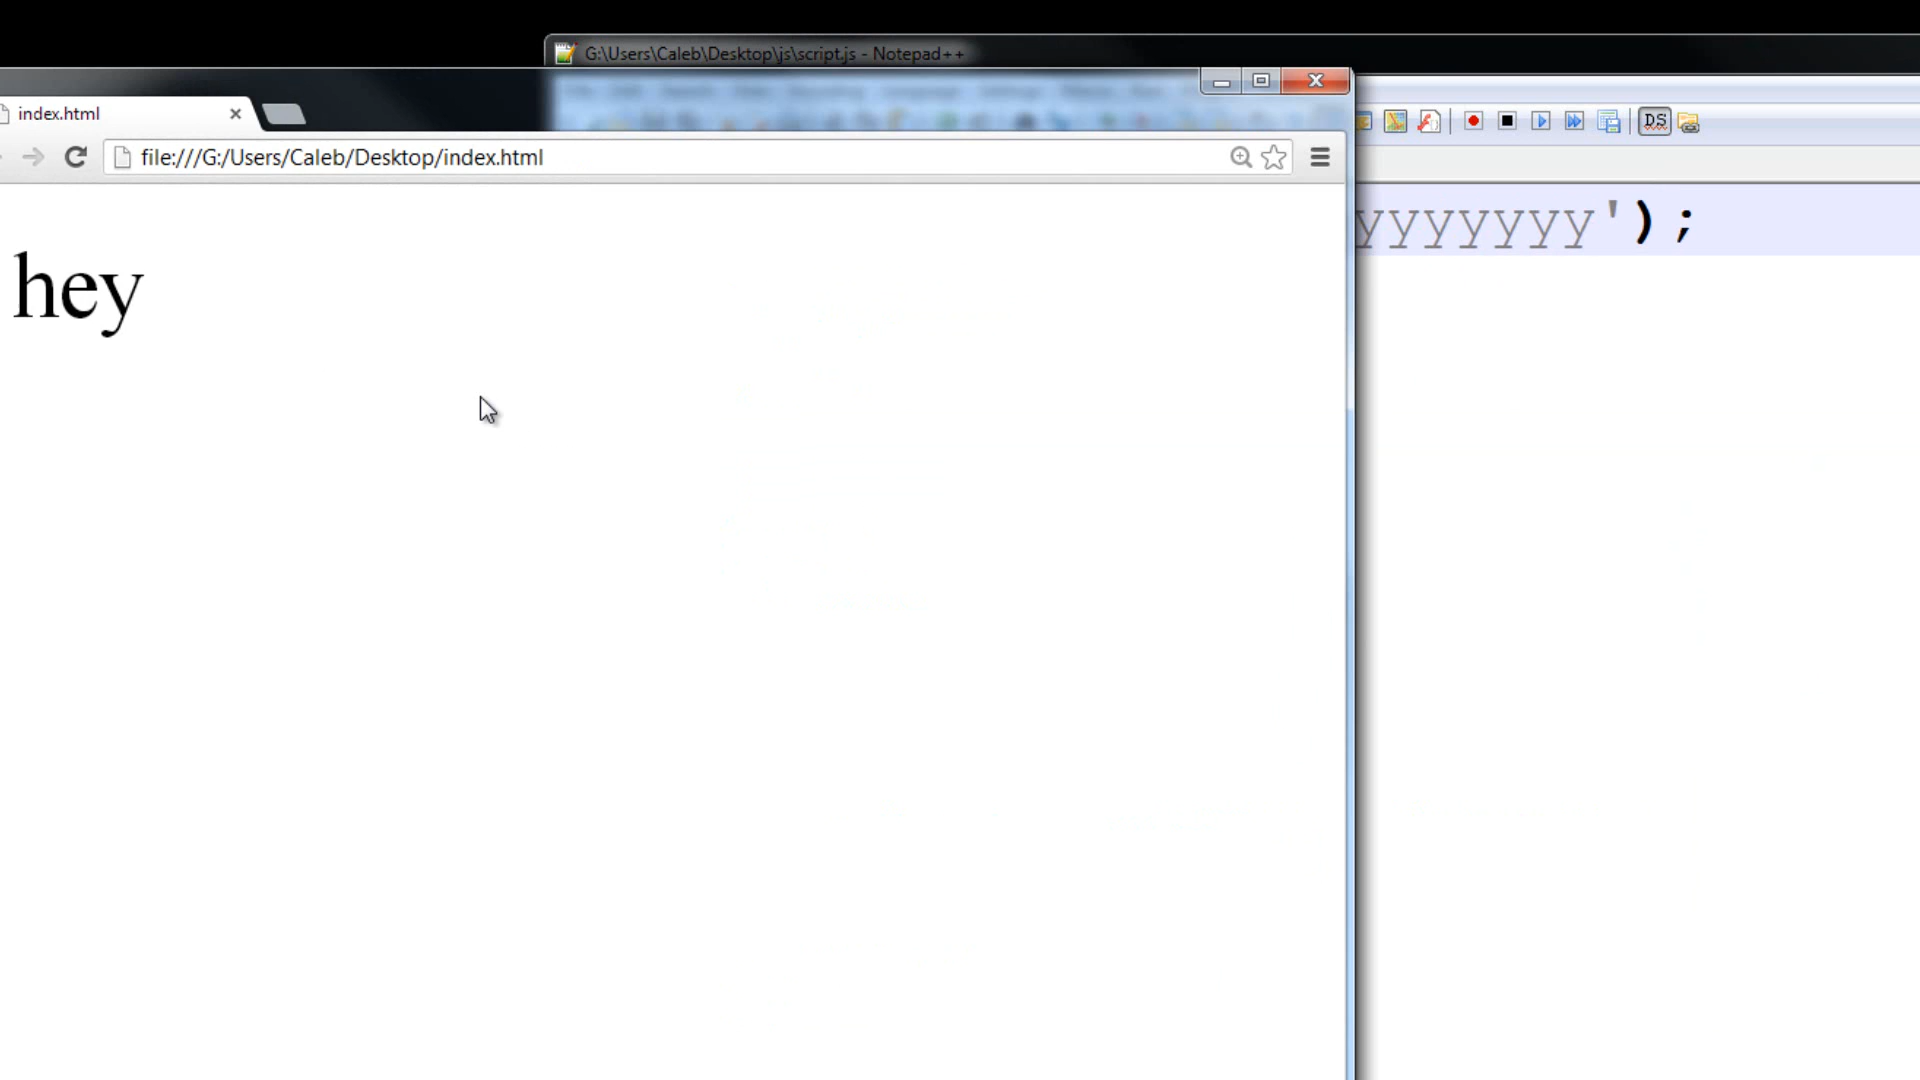 G:\Users\Caleb\Desktop\js\script.js - Notepad++
index.html
file:///G:/Users/Caleb/Desktop/index.html
DS
yyyyyyy');
hey